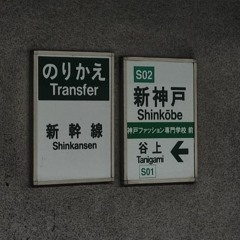 のりかえ
Transfer
新幹線
Shinkansen
S02
新神戸
Shinkōbe
神戸ファッション専門学校 前
谷上
Tanigami
S01